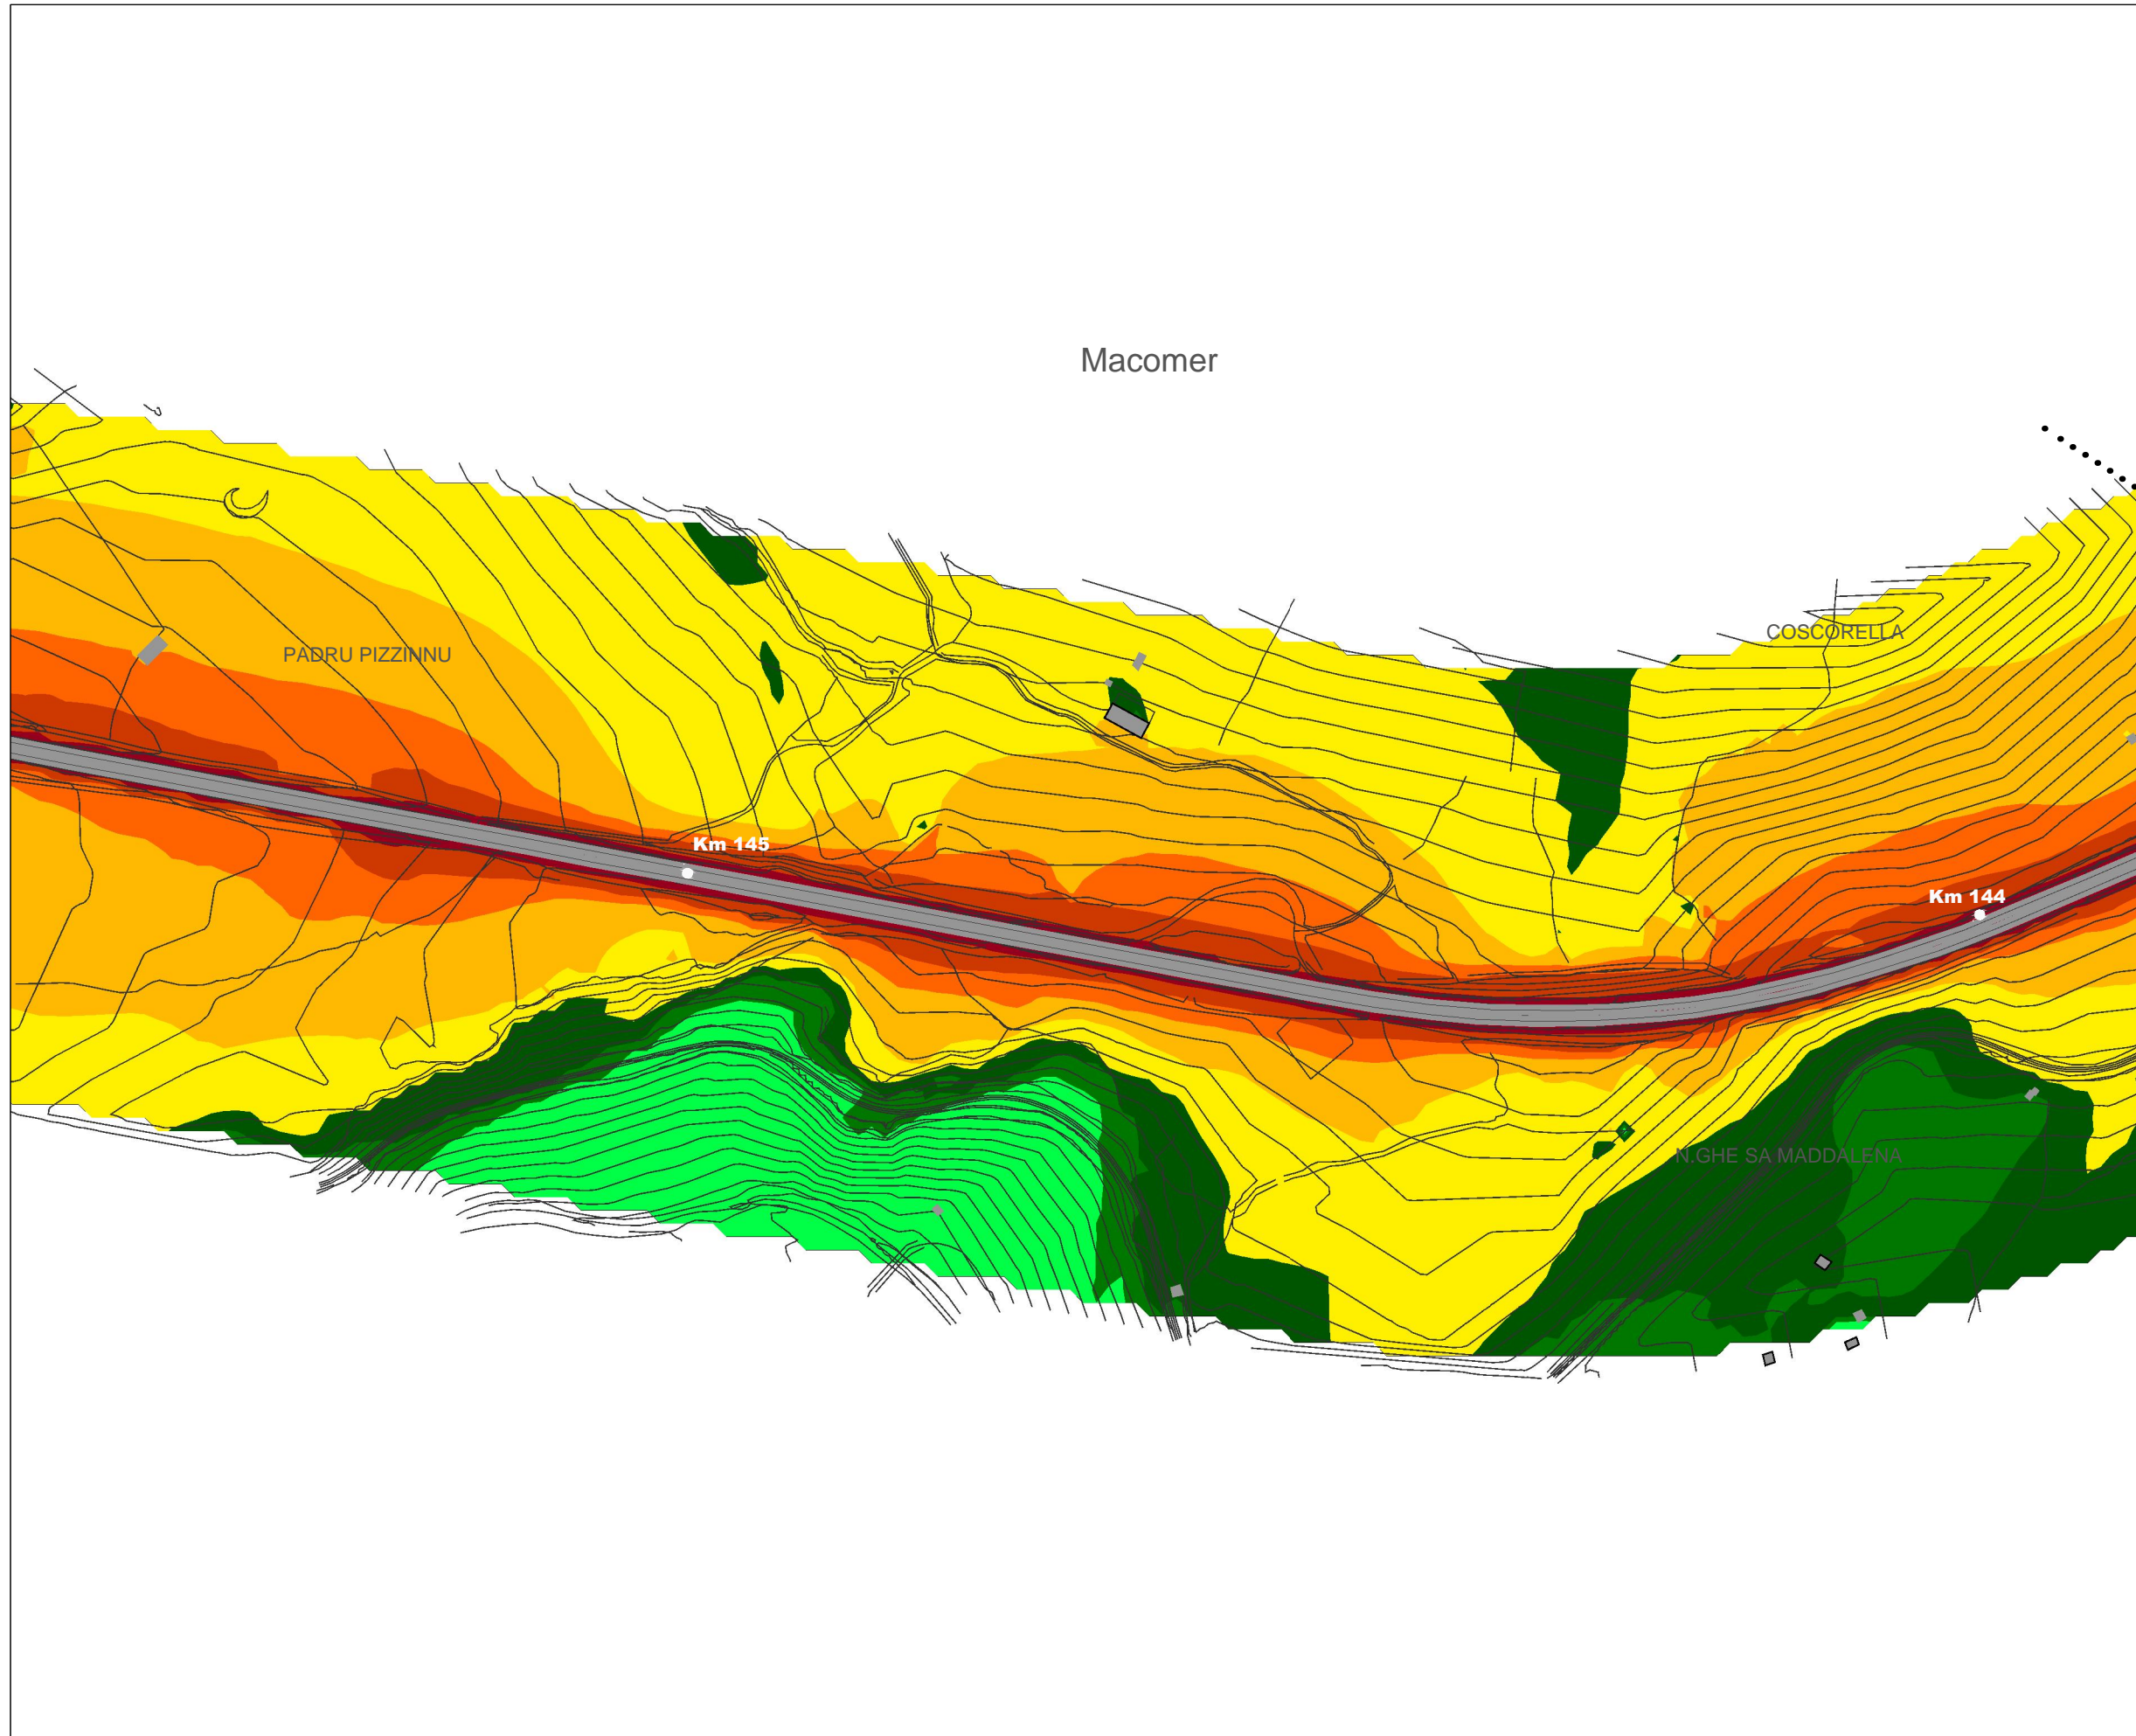 Macomer
COSCORELLA
PADRU PIZZINNU
Km 145
Km 144
N.GHE SA MADDALENA